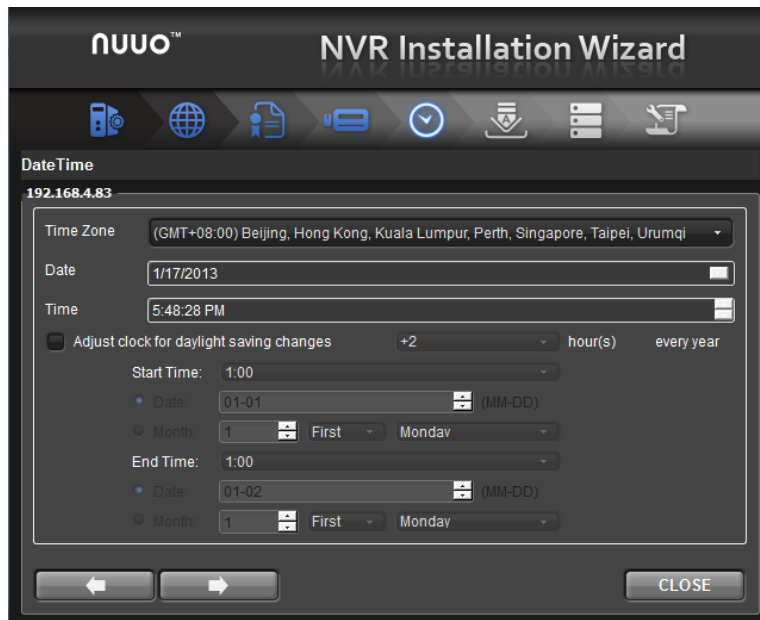 nuuo™ NVR Installation Wizard
DateTime
192.168.4.83
Time Zone (GMT+08:00) Beijing, Hong Kong, Kuala Lumpur, Perth, Singapore, Taipei, Urumqi
Date 1/17/2013
Time 5:48:28 PM
Adjust clock for daylight saving changes +2 hour(s) every year
Start Time: 1:00
Date: 01-01 (MM-DD)
Month: 1 First Monday
End Time: 1:00
Date: 01-02 (MM-DD)
Month: 1 First Monday
CLOSE